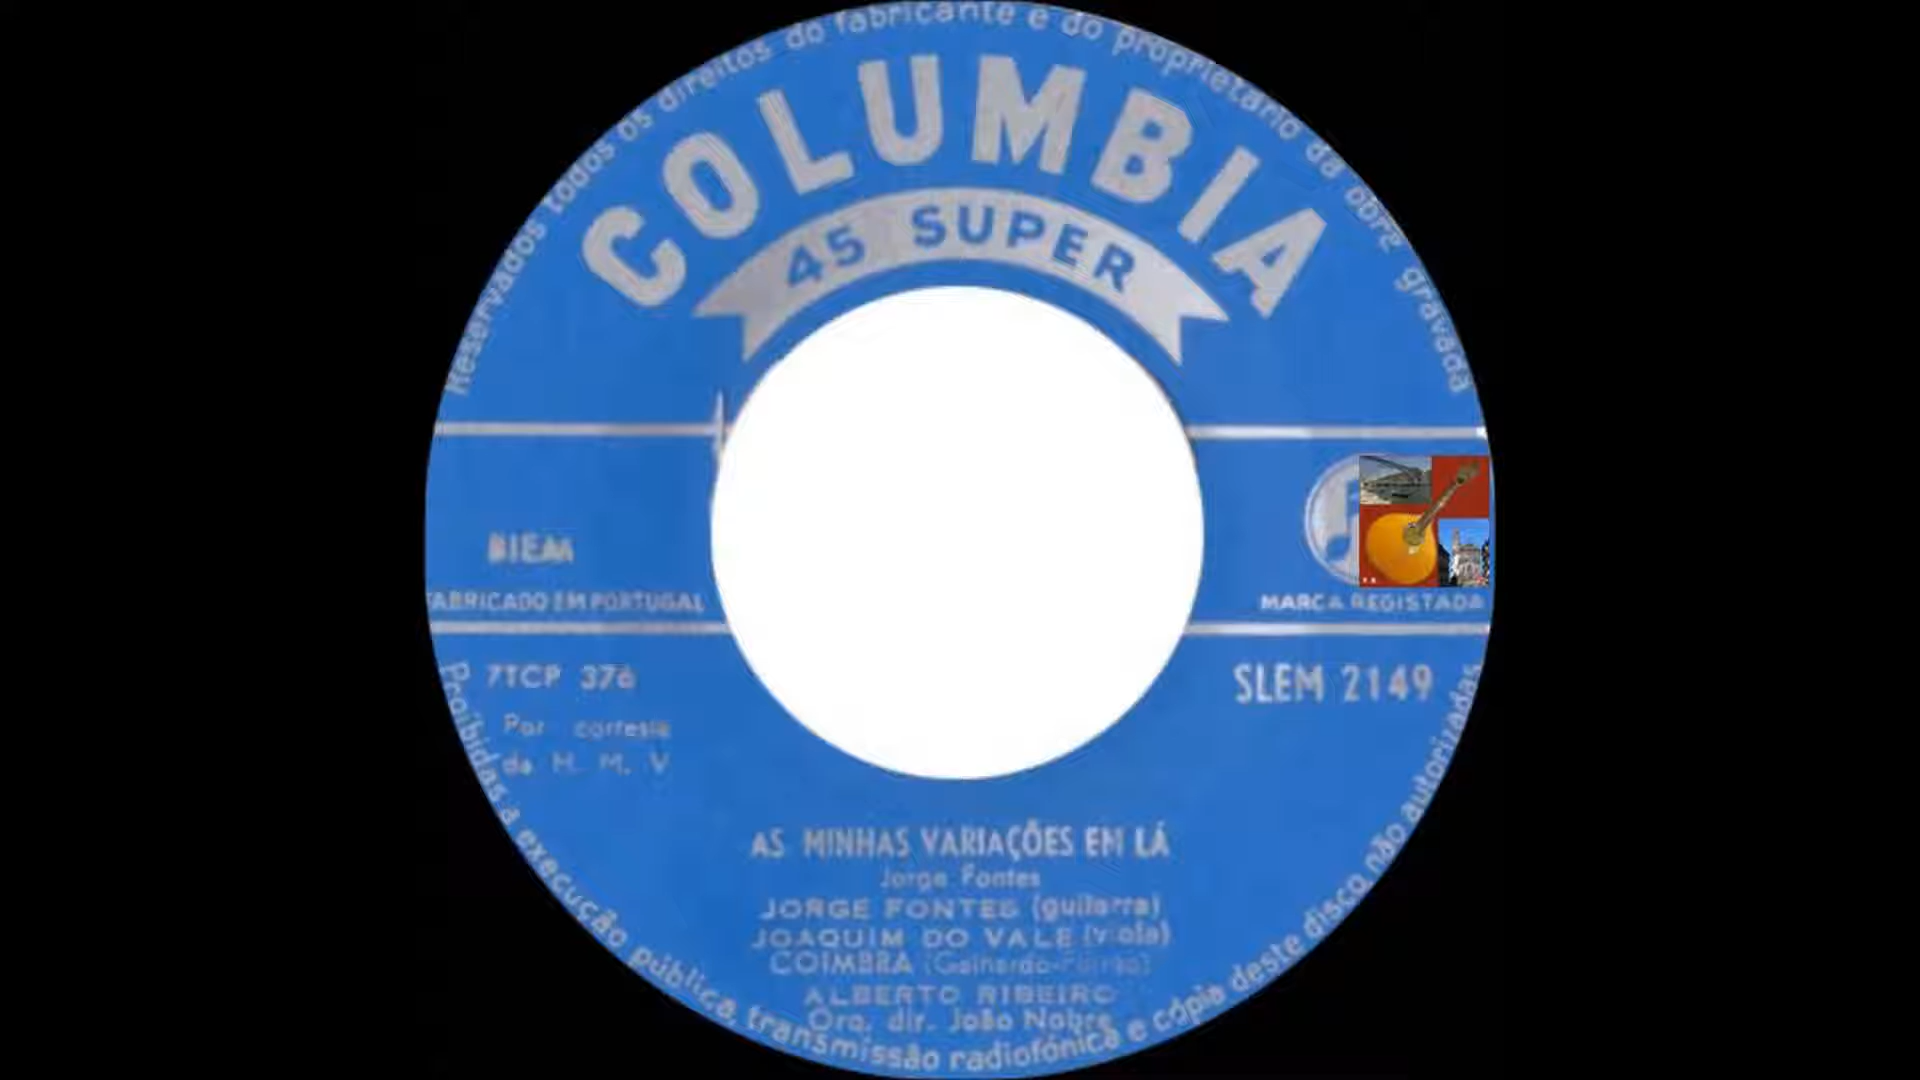 Reservados todos os direitos do fabricante e do proprietario da obra gravada
COLUMBIA
45 SUPER
BIEM
FABRICADO EM PORTUGAL
MARCA REGISTADA
7TCP 376
SLEM 2149
Por cortesia
da H. M. V
AS MINHAS VARIAÇÕES EM LÁ
Jorge Fontes
JORGE FONTES (guitarra)
JOAQUIM DO VALE (viola)
COIMBRA (Galhardo-
ALBERTO RIBEIRO
Orq. dir. João Nobre
Proibidas a execução pública, transmissão radiofónica e cópia deste disco não autorizadas